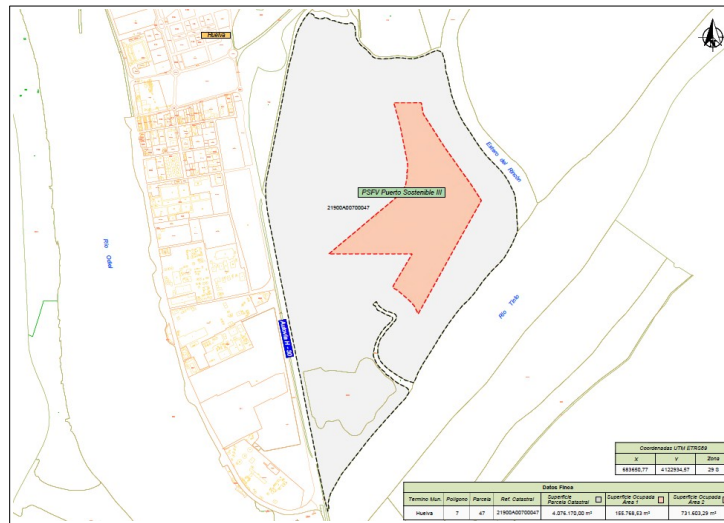 Huelva
Estero del Rincón
PSFV Puerto Sostenible III
21900A00700047
Río Odiel
Río Tinto
Autovía H - 30
Coordenadas UTM ETRS89
X Y Zona
683650,77 4122934,57 29 S
Datos Finca
Termino Mun. Polígono Parcela Ref. Catastral Superficie Parcela Catastral Superficie Ocupada Área 1 Superficie Ocupada Área 2
Huelva 7 47 21900A00700047 4.075.170,00 m² 155.768,53 m² 731.603,29 m²